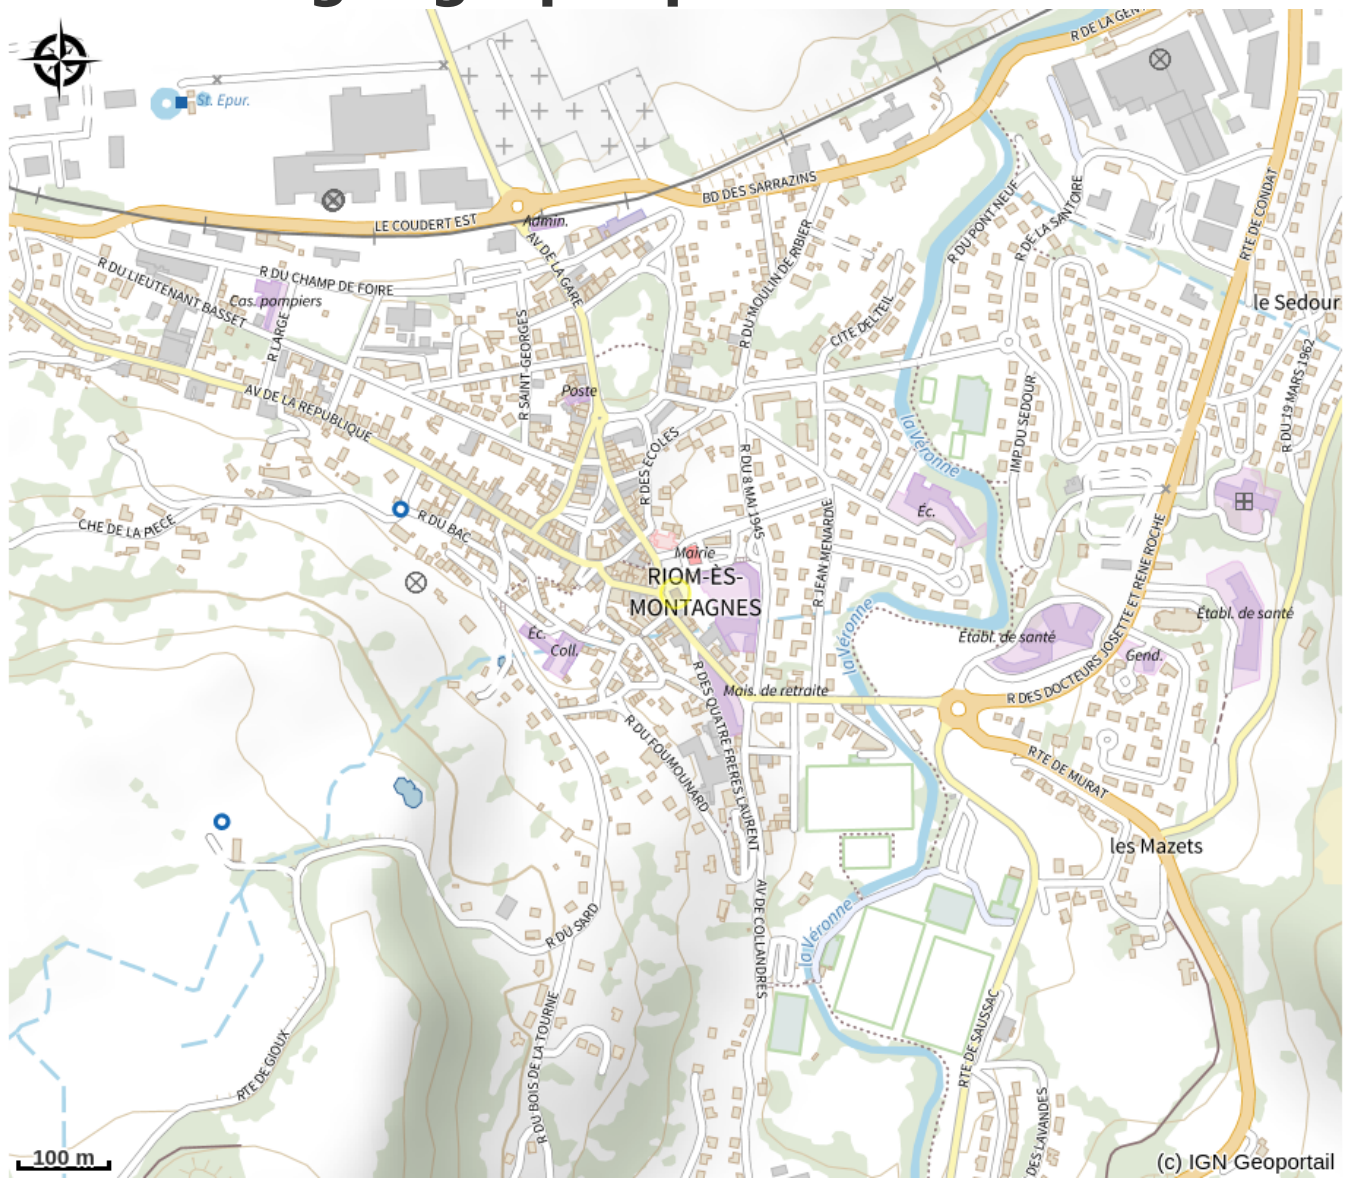 R DE LA GEN
St. Epur.
BD DES SARRAZINS
LE COUDERT EST
Admin.
R DU PONT NEUF
R DE LA SANTOIRE
RTE DE CONDAT
AV DE LA GARE
R DU MOULIN DE RIBIER
R DU LIEUTENANT BASSET
R DU CHAMP DE FOIRE
Cas. pompiers
R LARGE
R SAINT-GEORGES
CITE DEL TEIL
le Sedour
R DU 19 MARS 1962
Poste
AV DE LA REPUBLIQUE
R DES ECOLES
R DU 8 MAI 1945
la Véronne
IMP DU SEDOUR
Éc.
CHE DE LA PIECE
R DU BAC
Mairie
RIOM-ÈS-
MONTAGNES
R JEAN MENARDIE
la Véronne
Établ. de santé
R DES DOCTEURS JOSETTE ET RENE ROCHE
Établ. de santé
Gend.
Éc.
Coll.
Mais. de retraite
R DES QUATRE FRERES LAURENT
R DU FOUMOUNARD
RTE DE MURAT
les Mazets
AV DE COLLANDRES
la Véronne
R DU SARD
R DU BOIS DE LA TOURNE
RTE DE GIOUX
RTE DE SAUSSAC
DES LAVANDES
100 m
(c) IGN Geoportail